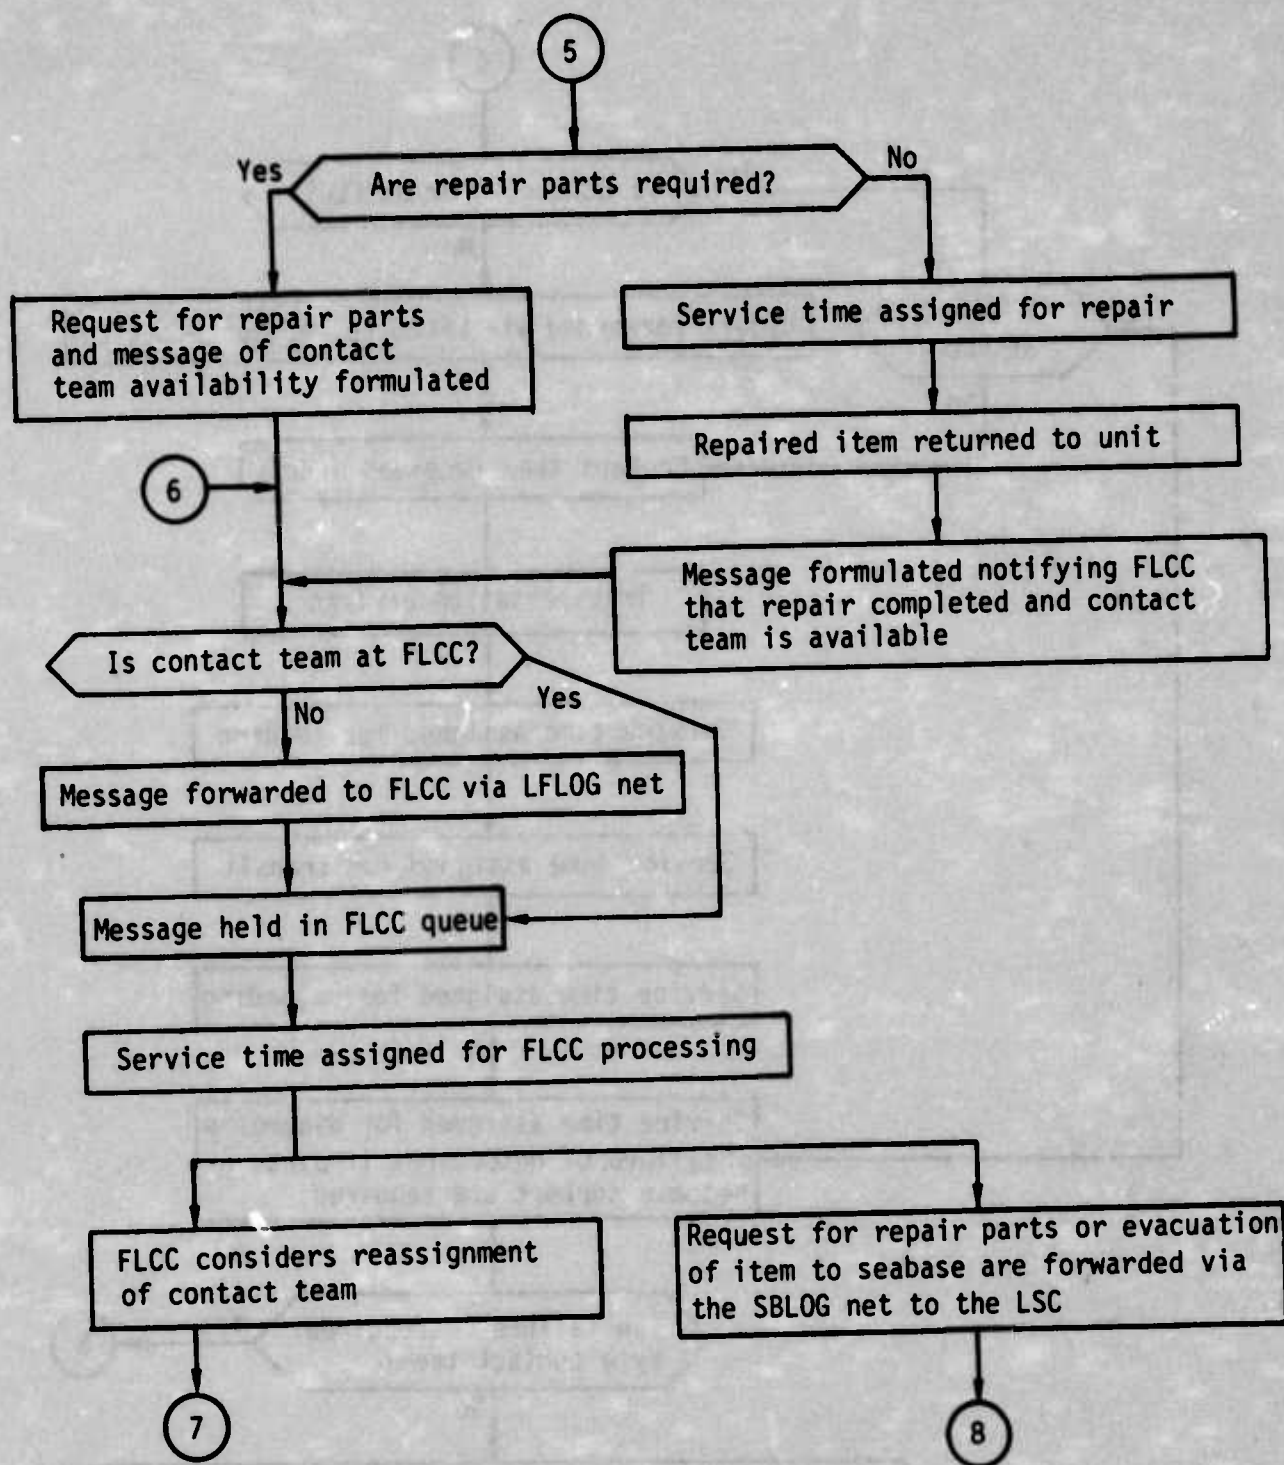 5
Yes
Are repair parts required?
No
Request for repair parts
and message of contact
team availability formulated
Service time assigned for repair
Repaired item returned to unit
6
Message formulated notifying FLCC
that repair completed and contact
team is available
Is contact team at FLCC?
No
Yes
Message forwarded to FLCC via LFLOG net
Message held in FLCC queue
Service time assigned for FLCC processing
FLCC considers reassignment
of contact team
Request for repair parts or evacuation
of item to seabase are forwarded via
the SBLOG net to the LSC
7
8